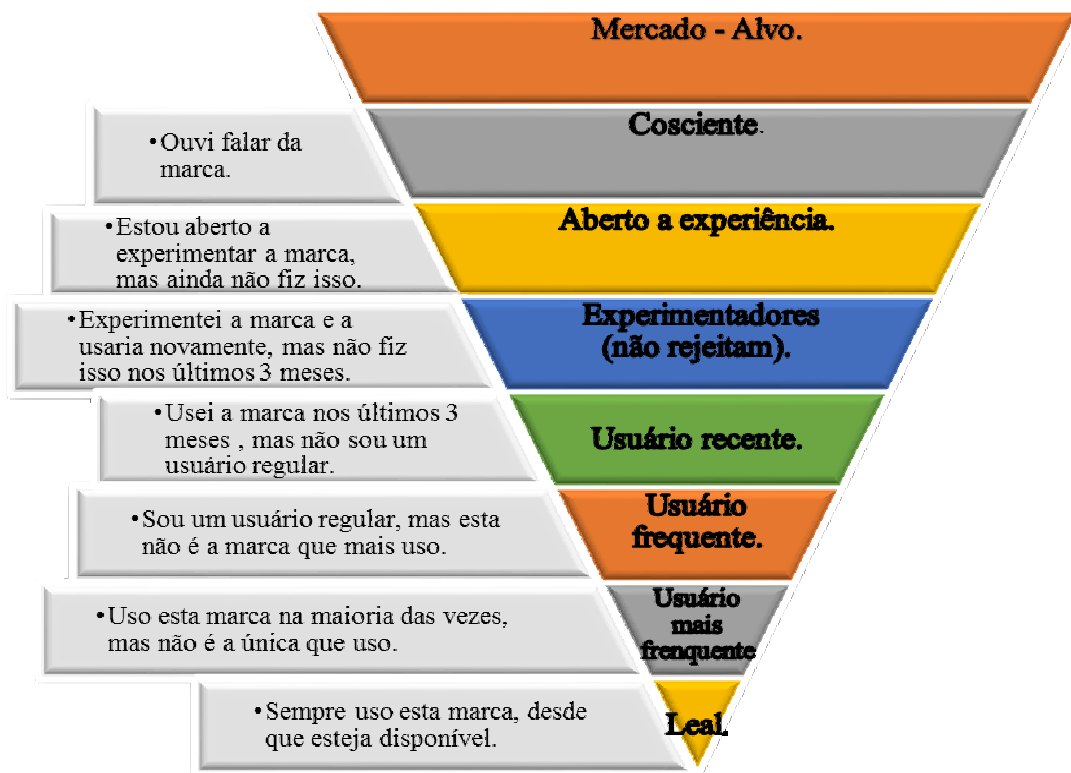 Mercado - Alvo.
Cosciente.
•Ouvi falar da
marca.
Aberto a experiência.
•Estou aberto a
experimentar a marca,
mas ainda não fiz isso.
Experimentadores
(não rejeitam).
•Experimentei a marca e a
usaria novamente, mas não fiz
isso nos últimos 3 meses.
Usuário recente.
•Usei a marca nos últimos 3
meses , mas não sou um
usuário regular.
Usuário
frequente.
•Sou um usuário regular, mas esta
não é a marca que mais uso.
Usuário
mais
frenquente
•Uso esta marca na maioria das vezes,
mas não é a única que uso.
Leal.
•Sempre uso esta marca, desde
que esteja disponível.